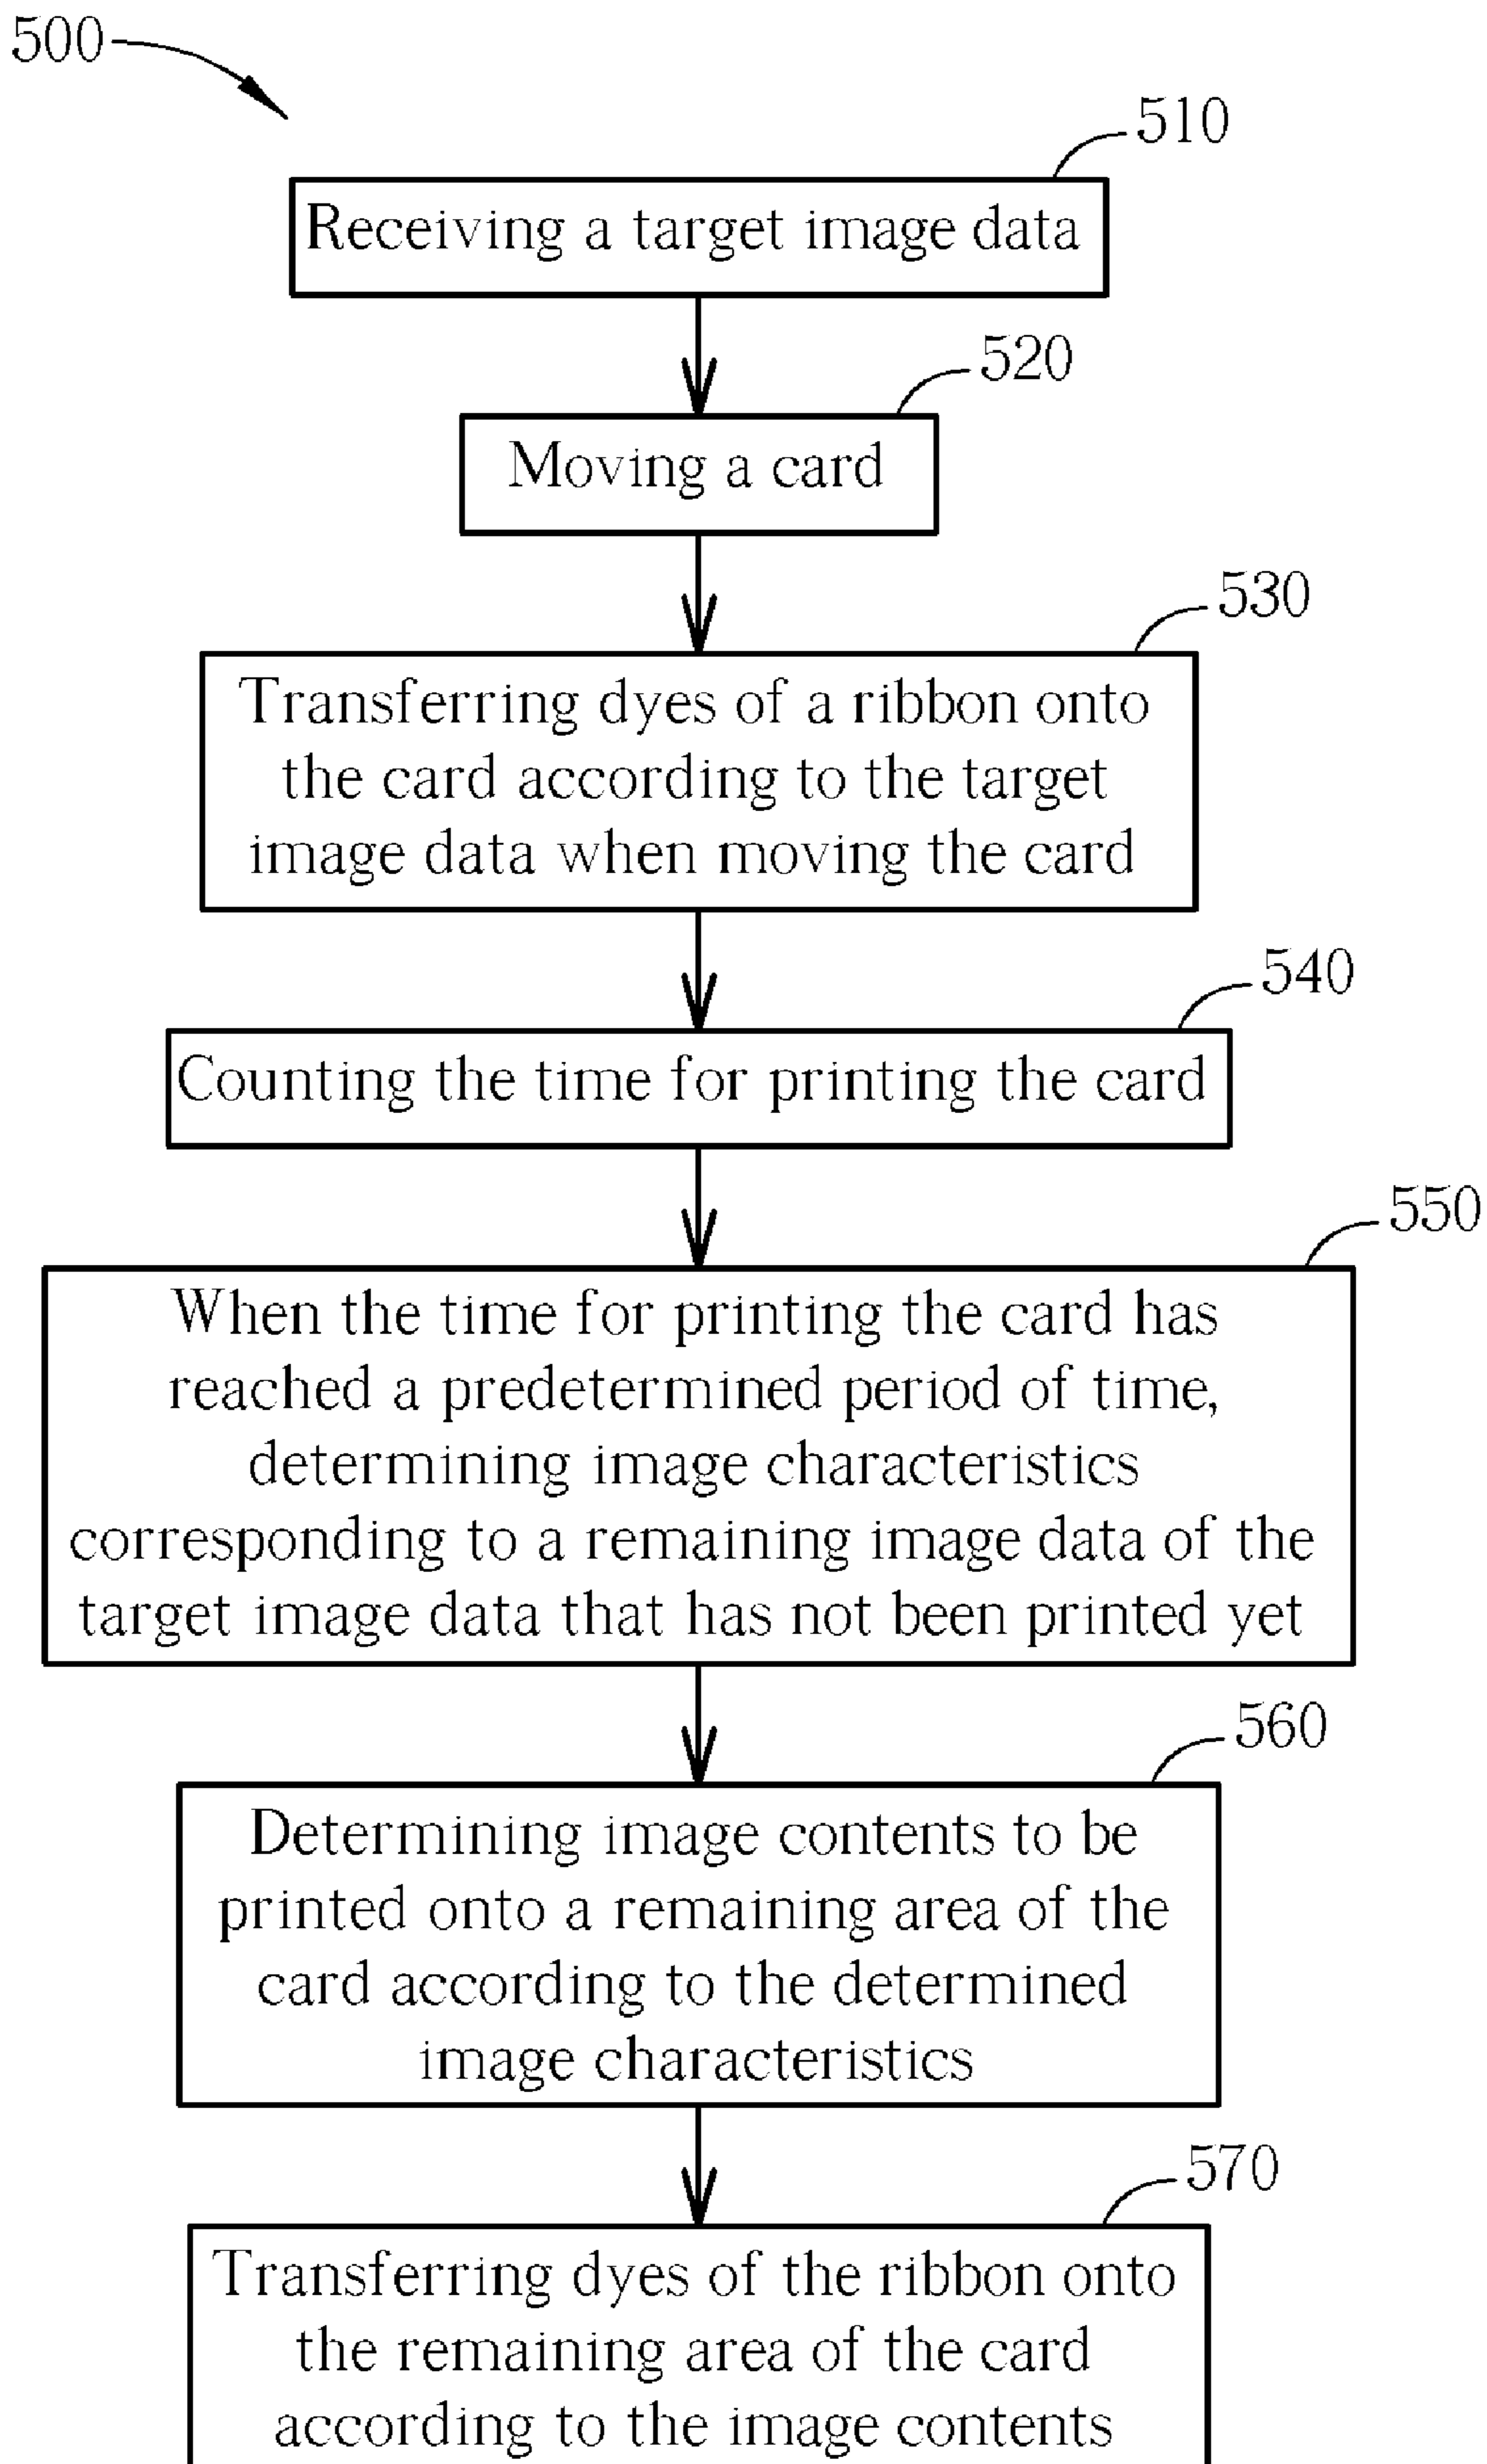 500
510
Receiving a target image data
520
Moving a card
530
Transferring dyes of a ribbon onto
the card according to the target
image data when moving the card
540
Counting the time for printing the card
550
When the time for printing the card has
reached a predetermined period of time,
determining image characteristics
corresponding to a remaining image data of the
target image data that has not been printed yet
560
Determining image contents to be
printed onto a remaining area of the
card according to the determined
image characteristics
570
Transferring dyes of the ribbon onto
the remaining area of the card
according to the image contents